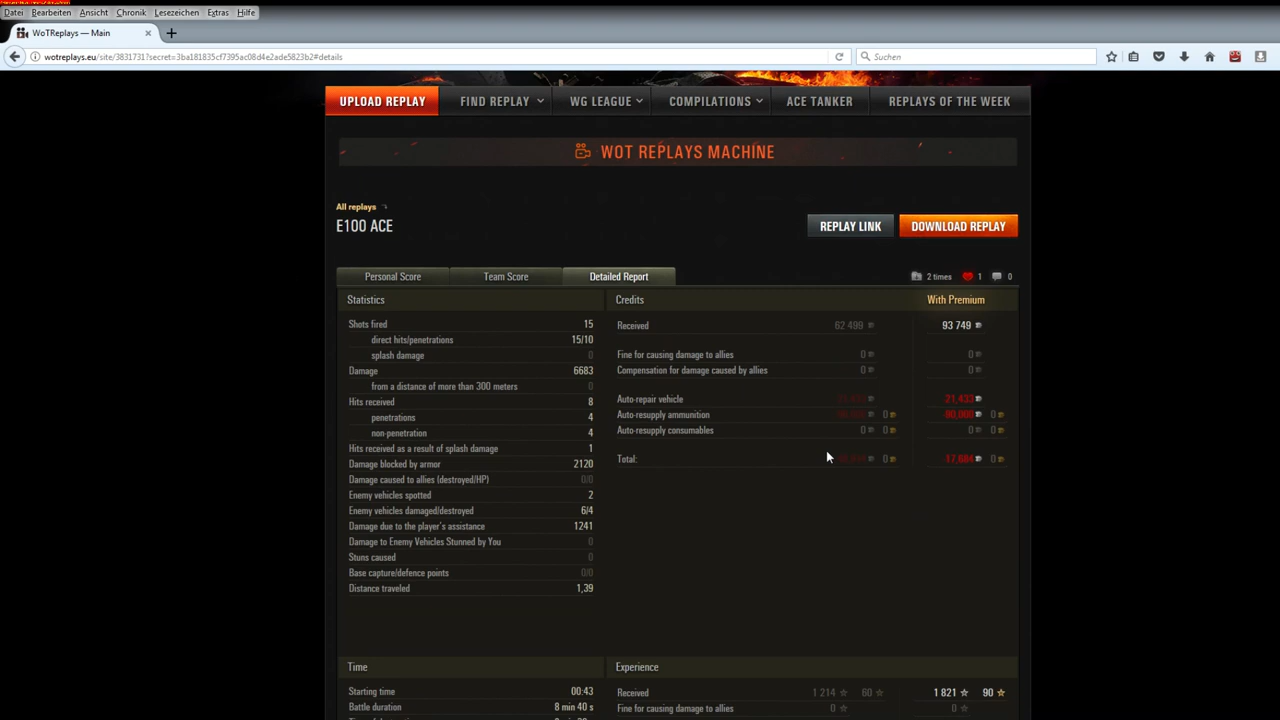 Datei Bearbeiten Ansicht Chronik Lesezeichen Extras Hilfe
WoTReplays — Main
wotreplays.eu/site/3831731?secret=3ba181835cf7395ac08d4e2ade5823b2#details
Suchen
UPLOAD REPLAY FIND REPLAY WG LEAGUE COMPILATIONS ACE TANKER REPLAYS OF THE WEEK
WOT REPLAYS MACHINE
All replays
E100 ACE
REPLAY LINK DOWNLOAD REPLAY
Personal Score Team Score Detailed Report 2 times 1 0
Statistics Credits With Premium
Shots fired 15 Received 62 499 93 749
direct hits/penetrations 15/10
splash damage 0 Fine for causing damage to allies 0 0
Damage 6683 Compensation for damage caused by allies 0 0
from a distance of more than 300 meters 0
Hits received 8 Auto-repair vehicle 21,433
penetrations 4 Auto-resupply ammunition 0 0
non-penetration 4 Auto-resupply consumables 0 0 0 0
Hits received as a result of splash damage 1
Damage blocked by armor 2120 Total: 0 0
Damage caused to allies (destroyed/HP) 0/0
Enemy vehicles spotted 2
Enemy vehicles damaged/destroyed 6/4
Damage due to the player's assistance 1241
Damage to Enemy Vehicles Stunned by You 0
Stuns caused 0
Base capture/defence points 0/0
Distance traveled 1,39
Time Experience
Starting time 00:43 Received 1 214 60 1 821 90
Battle duration 8 min 40 s Fine for causing damage to allies 0 0